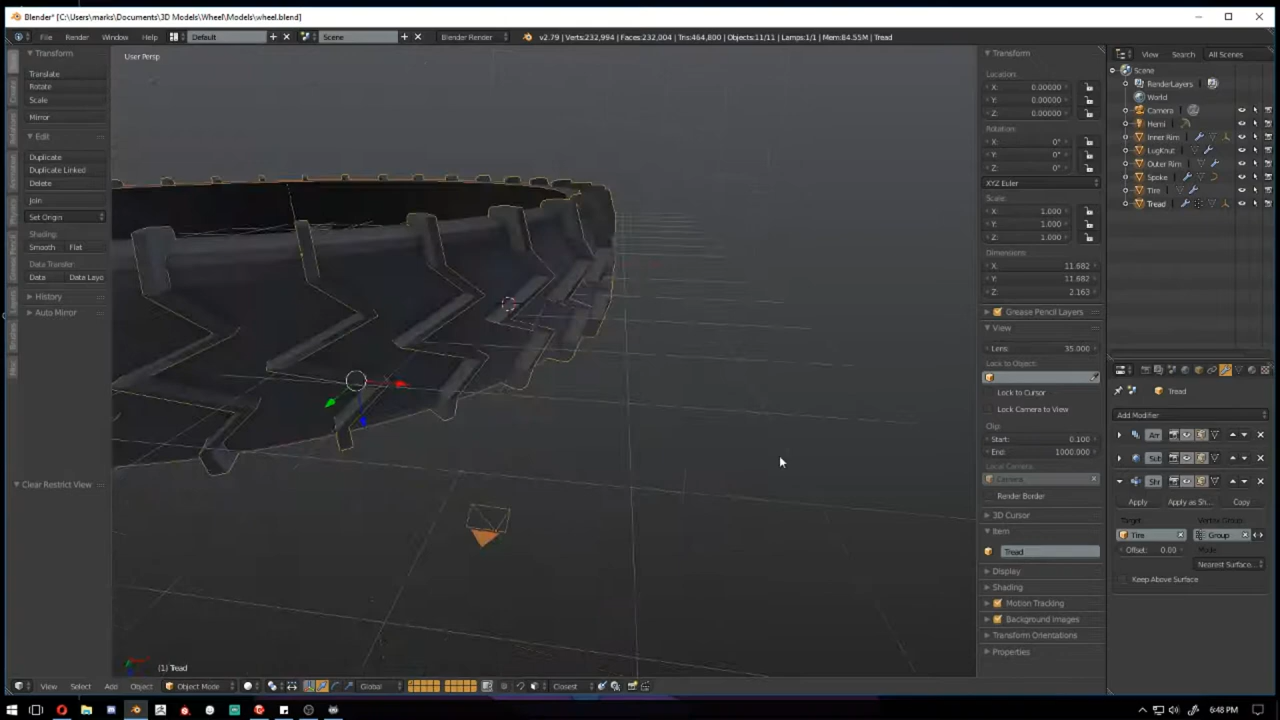 Blender* [C:\Users\marks\Documents\3D Models\Wheel\Models\wheel.blend]
File Render Window Help Default Scene Blender Render v2.79 | Verts:232,994 | Faces:232,004 | Tris:464,800 | Objects:11/11 | Lamps:1/1 | Mem:84.55M | Tread
Transform
Translate
Rotate
Scale
Mirror
Edit
Duplicate
Duplicate Linked
Delete
Join
Set Origin
Shading:
Smooth Flat
Data Transfer:
Data Data Layo
History
Auto Mirror
Clear Restrict View
User Persp
(1) Tread
Transform
Location:
X: 0.00000
Y: 0.00000
Z: 0.00000
Rotation:
X: 0°
Y: 0°
Z: 0°
XYZ Euler
Scale:
X: 1.000
Y: 1.000
Z: 1.000
Dimensions:
X: 11.682
Y: 11.682
Z: 2.163
Grease Pencil Layers
View
Lens: 35.000
Lock to Object:
Lock to Cursor
Lock Camera to View
Clip:
Start: 0.100
End: 1000.000
Local Camera:
Camera
Render Border
3D Cursor
Item
Tread
Display
Shading
Motion Tracking
Background Images
Transform Orientations
Properties
View Search All Scenes
Scene
RenderLayers
World
Camera
Hemi
Inner Rim
LugKnut
Outer Rim
Spoke
Tire
Tread
Tread
Add Modifier
Arr
Sub
Shr
Apply Apply as Sh... Copy
Target: Vertex Group:
Tire Group
Offset: 0.00 Mode:
Nearest Surface...
Keep Above Surface
View Select Add Object Object Mode Global Closest
6:48 PM